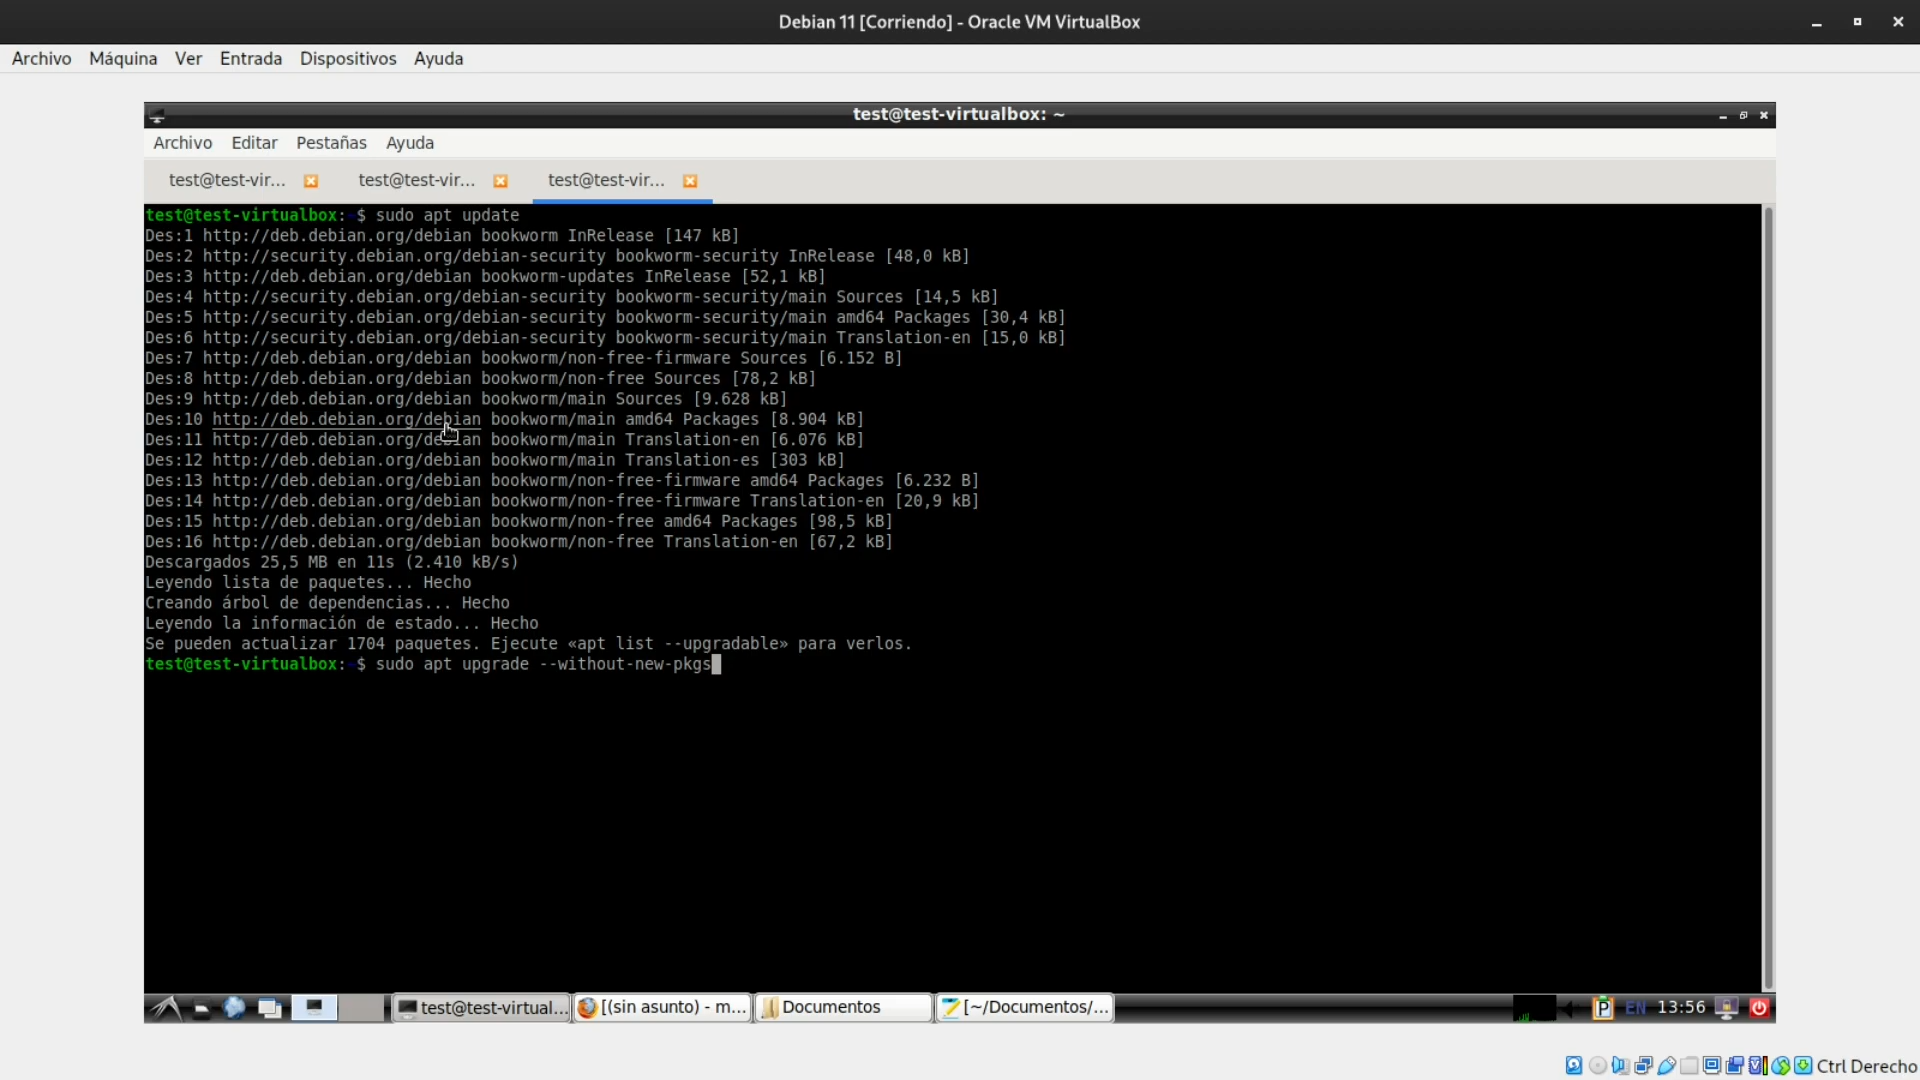 Debian 11 [Corriendo] - Oracle VM VirtualBox
Archivo Máquina Ver Entrada Dispositivos Ayuda
test@test-virtualbox: ~
Archivo Editar Pestañas Ayuda
test@test-vir... test@test-vir... test@test-vir...
test@test-virtualbox:~$ sudo apt update
Des:1 http://deb.debian.org/debian bookworm InRelease [147 kB]
Des:2 http://security.debian.org/debian-security bookworm-security InRelease [48,0 kB]
Des:3 http://deb.debian.org/debian bookworm-updates InRelease [52,1 kB]
Des:4 http://security.debian.org/debian-security bookworm-security/main Sources [14,5 kB]
Des:5 http://security.debian.org/debian-security bookworm-security/main amd64 Packages [30,4 kB]
Des:6 http://security.debian.org/debian-security bookworm-security/main Translation-en [15,0 kB]
Des:7 http://deb.debian.org/debian bookworm/non-free-firmware Sources [6.152 B]
Des:8 http://deb.debian.org/debian bookworm/non-free Sources [78,2 kB]
Des:9 http://deb.debian.org/debian bookworm/main Sources [9.628 kB]
Des:10 http://deb.debian.org/debian bookworm/main amd64 Packages [8.904 kB]
Des:11 http://deb.debian.org/debian bookworm/main Translation-en [6.076 kB]
Des:12 http://deb.debian.org/debian bookworm/main Translation-es [303 kB]
Des:13 http://deb.debian.org/debian bookworm/non-free-firmware amd64 Packages [6.232 B]
Des:14 http://deb.debian.org/debian bookworm/non-free-firmware Translation-en [20,9 kB]
Des:15 http://deb.debian.org/debian bookworm/non-free amd64 Packages [98,5 kB]
Des:16 http://deb.debian.org/debian bookworm/non-free Translation-en [67,2 kB]
Descargados 25,5 MB en 11s (2.410 kB/s)
Leyendo lista de paquetes... Hecho
Creando árbol de dependencias... Hecho
Leyendo la información de estado... Hecho
Se pueden actualizar 1704 paquetes. Ejecute «apt list --upgradable» para verlos.
test@test-virtualbox:~$ sudo apt upgrade --without-new-pkgs
test@test-virtual... [(sin asunto) - m... Documentos [~/Documentos/... P EN 13:56
Ctrl Derecho